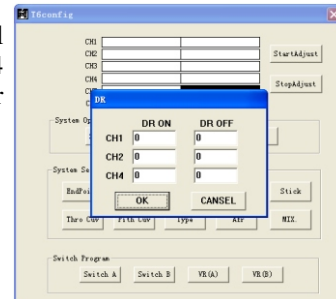 T6config
CH1
CH2
CH3
CH4
StartAdjust
StopAdjust
DR
DR ON DR OFF
CH1 0 0
CH2 0 0
CH4 0 0
OK CANSEL
System Op
System Se
EndPoi
Stick
Thro Cuv Pith Cuv Type Afr MIX.
Switch Program
Switch A Switch B VR(A) VR(B)